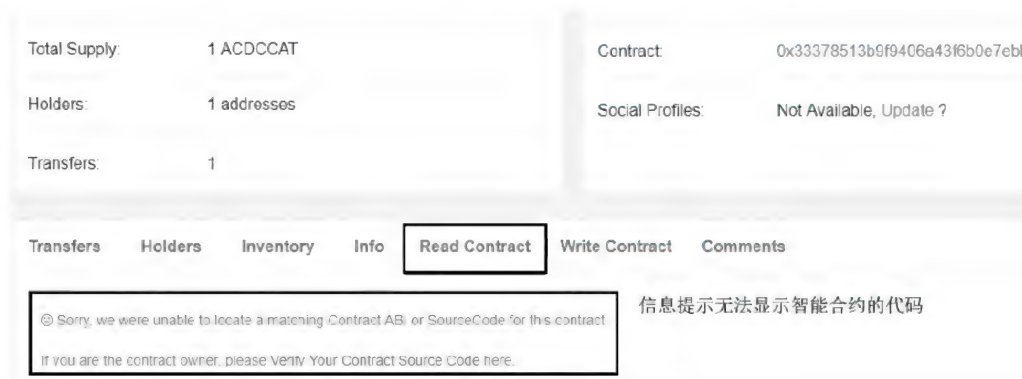 Total Supply: 1 ACDCCAT
Holders: 1 addresses
Transfers: 1
Contract: 0x33378513b9f9406a43f6b0e7eb
Social Profiles: Not Available, Update ?
Transfers Holders Inventory Info Read Contract Write Contract Comments
Sorry, we were unable to locate a matching Contract ABI or SourceCode for this contract
If you are the contract owner, please Verify Your Contract Source Code here.
信息提示无法显示智能合约的代码